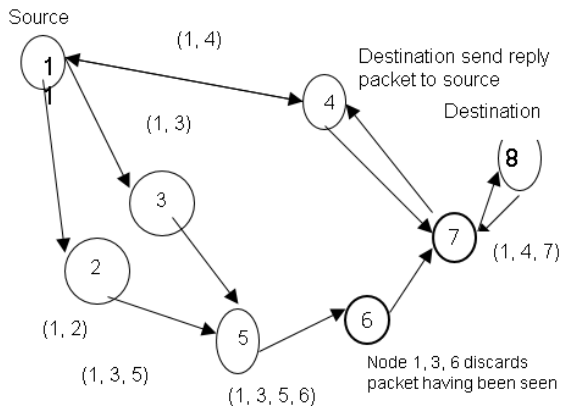 Source
(1, 4)
Destination send reply
packet to source
Destination
1
1
4
(1, 3)
8
3
7
(1, 4, 7)
2
6
5
(1, 2)
Node 1, 3, 6 discards
packet having been seen
(1, 3, 5)
(1, 3, 5, 6)